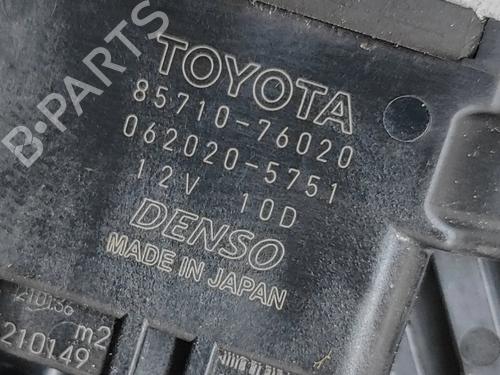 B-PARTS
TOYOTA
85710-76020
062020-5751
12V 10D
DENSO
MADE IN JAPAN
210136
m2
210149